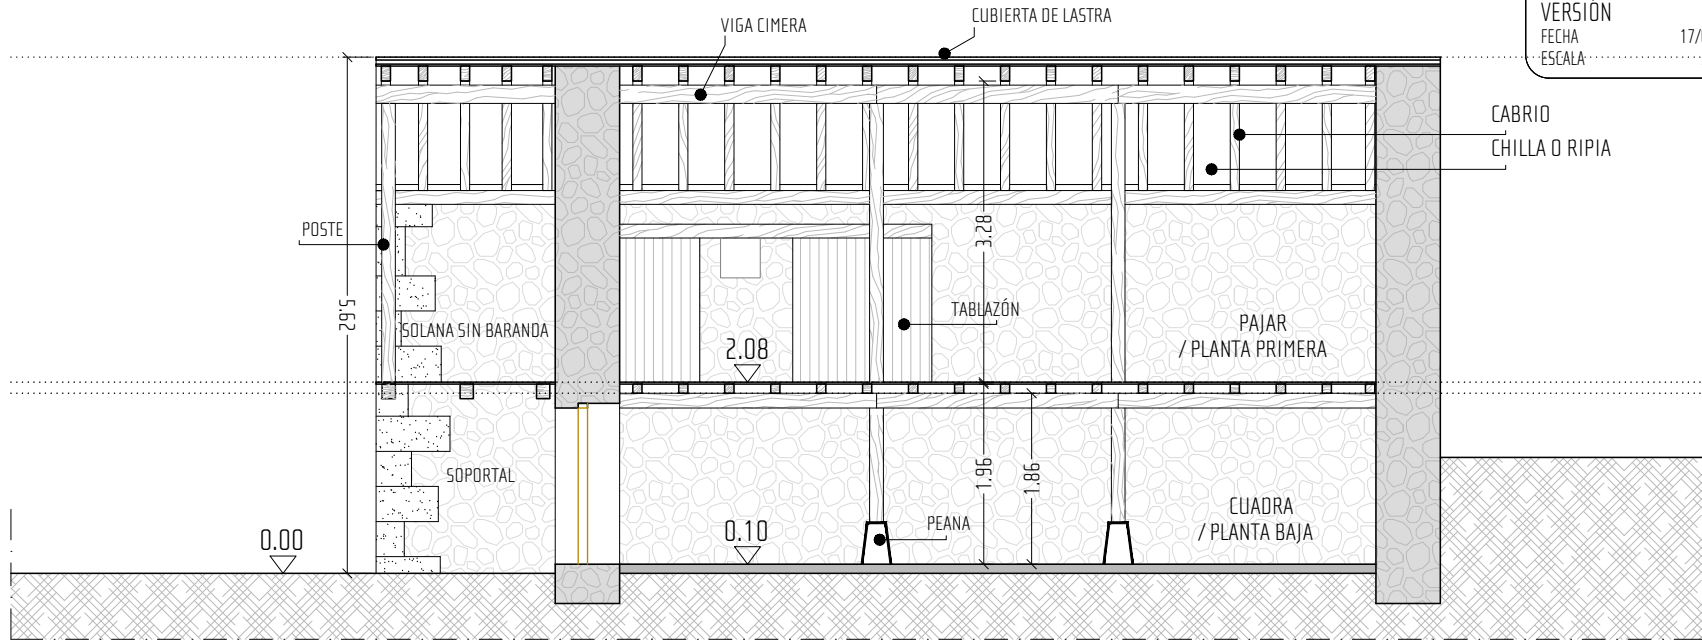 CUBIERTA DE LASTRA
VIGA CIMERA
VERSIÓN
FECHA
ESCALA
CABRIO
CHILLA O RIPIA
POSTE
3.28
5.62
TABLAZÓN
SOLANA SIN BARANDA
PAJAR
/ PLANTA PRIMERA
2.08
SOPORTAL
1.96
1.86
CUADRA
/ PLANTA BAJA
PEANA
0.00
0.10